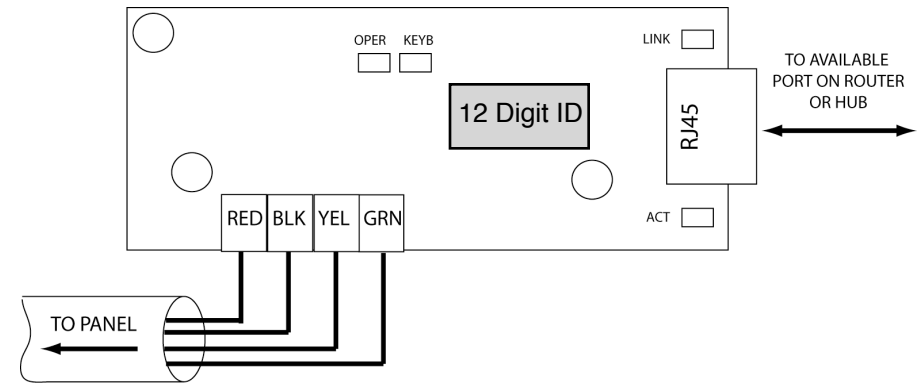 OPER KEYB
LINK
TO AVAILABLE
PORT ON ROUTER
OR HUB
12 Digit ID
RJ45
ACT
RED BLK YEL GRN
TO PANEL